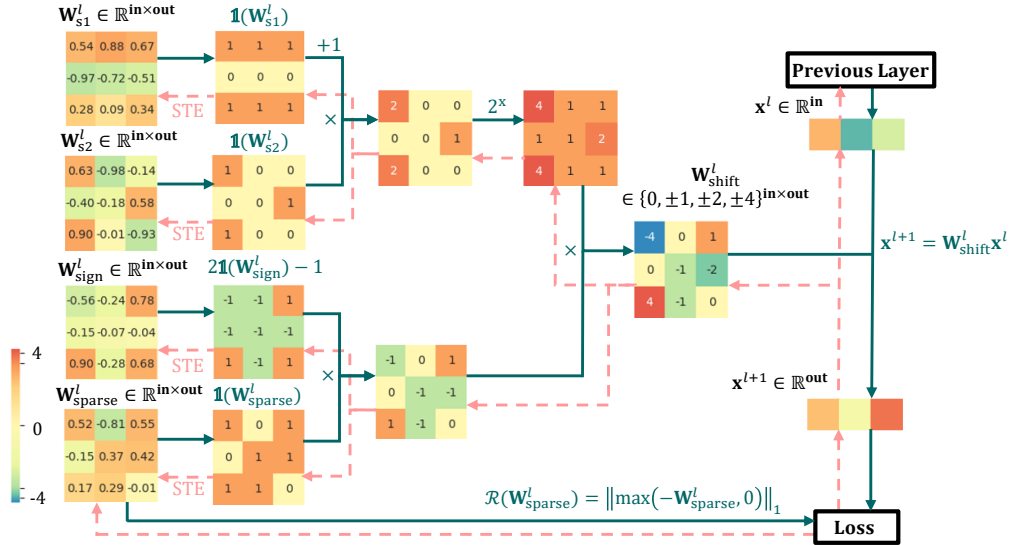 W^l_s1 ∈ ℝ^in×out
0.54 0.88 0.67
-0.97 -0.72 -0.51
0.28 0.09 0.34
STE
𝟙(W^l_s1)
1 1 1
0 0 0
1 1 1
+1
×
W^l_s2 ∈ ℝ^in×out
0.63 -0.98 -0.14
-0.40 -0.18 0.58
0.90 -0.01 -0.93
STE
𝟙(W^l_s2)
1 0 0
0 0 1
1 0 0
2 0 0
0 0 1
2 0 0
2^x
4 1 1
1 1 2
4 1 1
W^l_sign ∈ ℝ^in×out
-0.56 -0.24 0.78
-0.15 -0.07 -0.04
0.90 -0.28 0.68
STE
2𝟙(W^l_sign) − 1
-1 -1 1
-1 -1 -1
1 -1 1
×
W^l_sparse ∈ ℝ^in×out
0.52 -0.81 0.55
-0.15 0.37 0.42
0.17 0.29 -0.01
STE
𝟙(W^l_sparse)
1 0 1
0 1 1
1 1 0
-1 0 1
0 -1 -1
1 -1 0
4
0
-4
×
W^l_shift
∈ {0, ±1, ±2, ±4}^in×out
-4 0 1
0 -1 -2
4 -1 0
Previous Layer
x^l ∈ ℝ^in
x^l+1 = W^l_shift x^l
x^l+1 ∈ ℝ^out
ℛ(W^l_sparse) = ‖max(−W^l_sparse, 0)‖_1
Loss